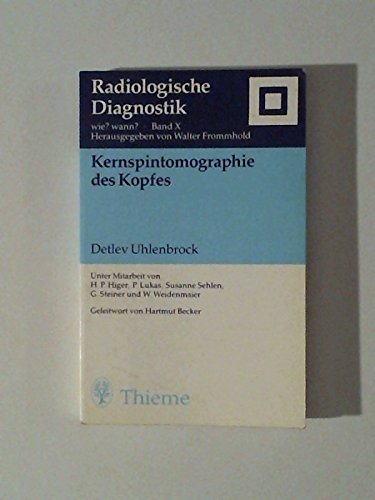 Radiologische
Diagnostik
wie? wann? · Band X
Herausgegeben von Walter Frommhold
Kernspintomographie
des Kopfes
Detlev Uhlenbrock
Unter Mitarbeit von
H. P. Higer, P. Lukas, Susanne Sehlen,
G. Steiner und W. Weidenmaier
Geleitwort von Hartmut Becker
Thieme